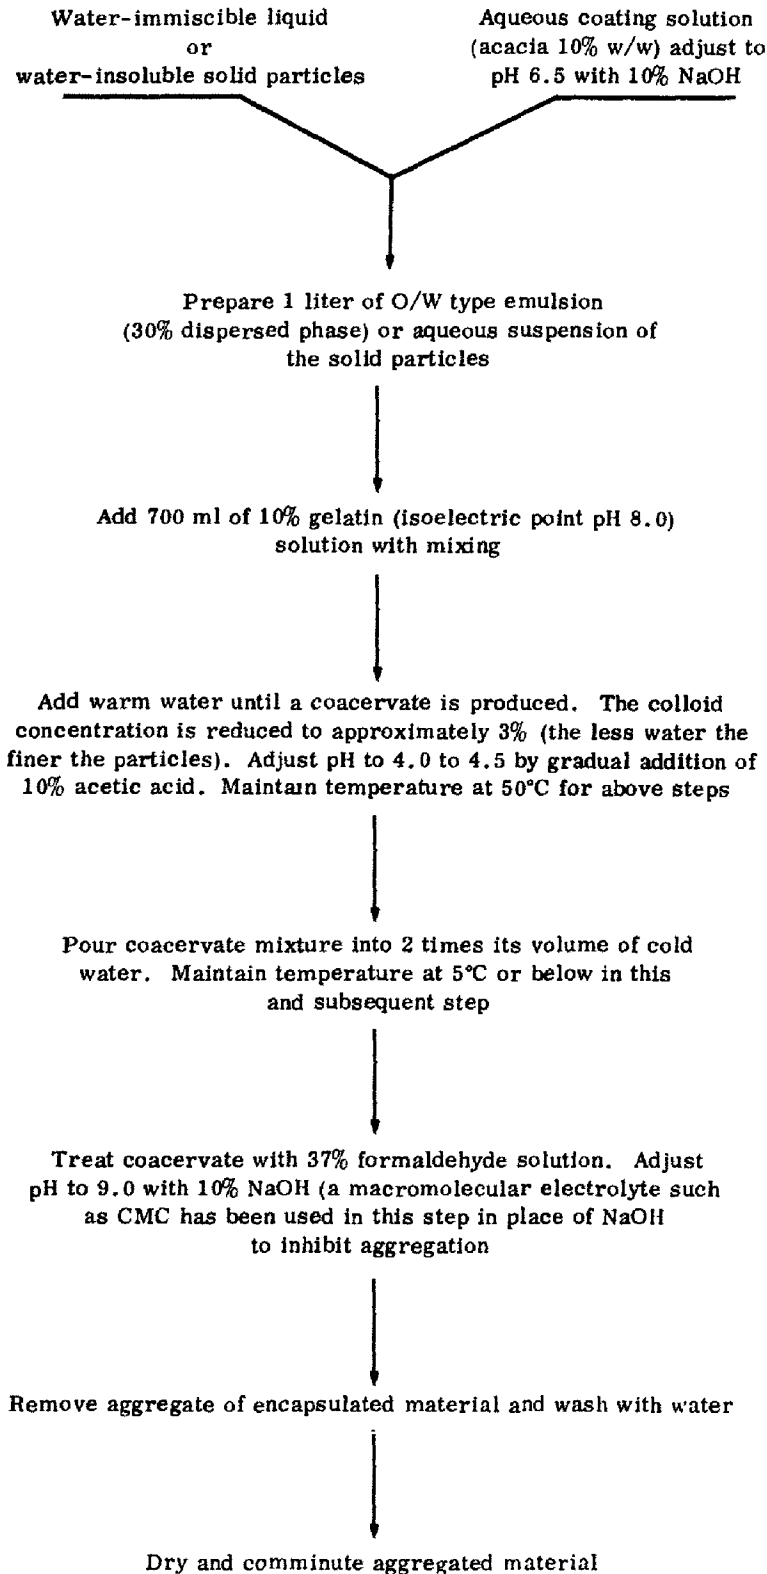 Water-immiscible liquid
or
water-insoluble solid particles
Aqueous coating solution
(acacia 10% w/w) adjust to
pH 6.5 with 10% NaOH
Prepare 1 liter of O/W type emulsion
(30% dispersed phase) or aqueous suspension of
the solid particles
Add 700 ml of 10% gelatin (isoelectric point pH 8.0)
solution with mixing
Add warm water until a coacervate is produced. The colloid
concentration is reduced to approximately 3% (the less water the
finer the particles). Adjust pH to 4.0 to 4.5 by gradual addition of
10% acetic acid. Maintain temperature at 50°C for above steps
Pour coacervate mixture into 2 times its volume of cold
water. Maintain temperature at 5°C or below in this
and subsequent step
Treat coacervate with 37% formaldehyde solution. Adjust
pH to 9.0 with 10% NaOH (a macromolecular electrolyte such
as CMC has been used in this step in place of NaOH
to inhibit aggregation
Remove aggregate of encapsulated material and wash with water
Dry and comminute aggregated material